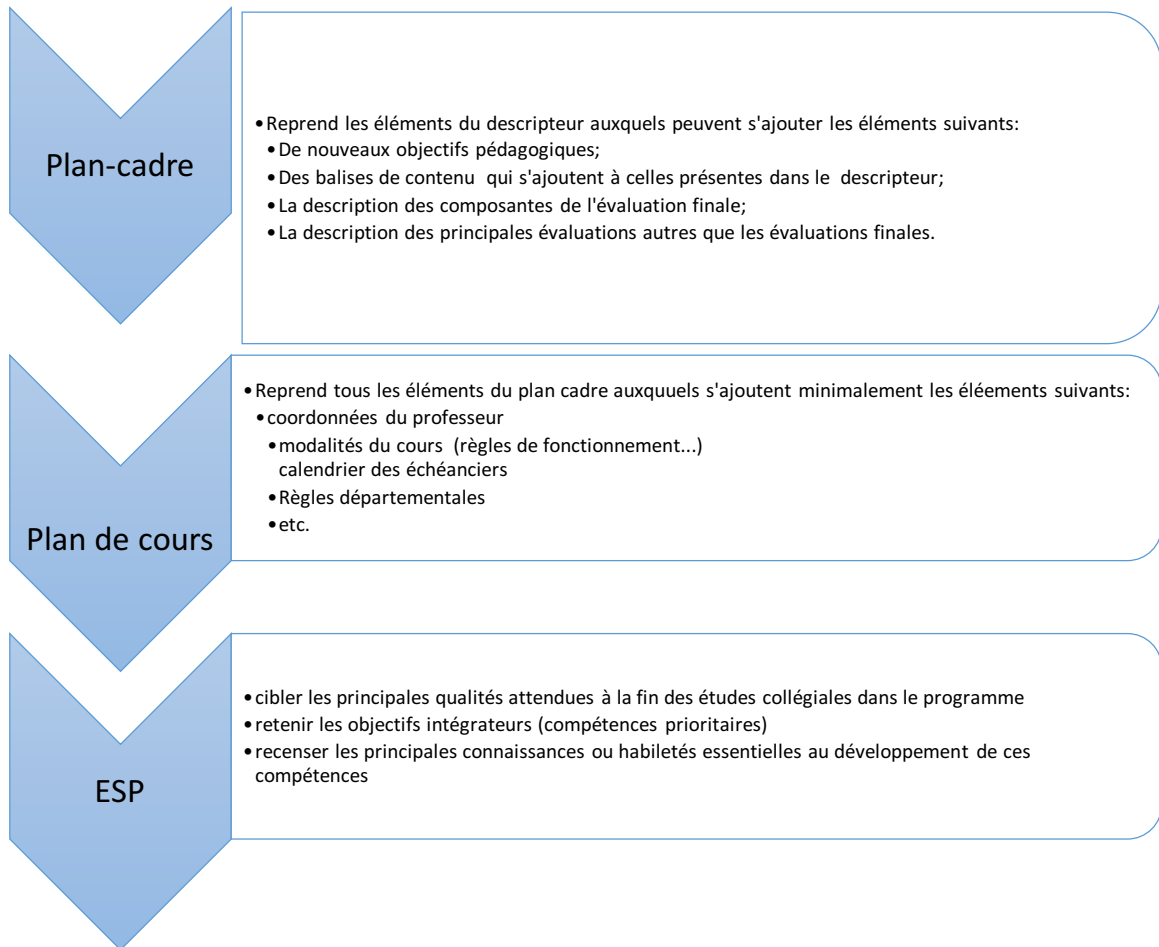 Plan-cadre
•Reprend les éléments du descripteur auxquels peuvent s'ajouter les éléments suivants:
•De nouveaux objectifs pédagogiques;
•Des balises de contenu qui s'ajoutent à celles présentes dans le descripteur;
•La description des composantes de l'évaluation finale;
•La description des principales évaluations autres que les évaluations finales.
Plan de cours
•Reprend tous les éléments du plan cadre auxquuels s'ajoutent minimalement les éléements suivants:
•coordonnées du professeur
•modalités du cours (règles de fonctionnement...)
calendrier des échéanciers
•Règles départementales
•etc.
ESP
•cibler les principales qualités attendues à la fin des études collégiales dans le programme
•retenir les objectifs intégrateurs (compétences prioritaires)
•recenser les principales connaissances ou habiletés essentielles au développement de ces
compétences